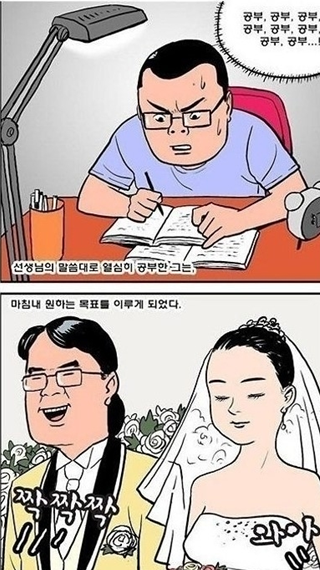 공부, 공부, 공부,
공부, 공부, 공부,
공부, 공부...!
선생님의 말씀대로 열심히 공부한 그는,
마침내 원하는 목표를 이루게 되었다.
짝짝짝
와아